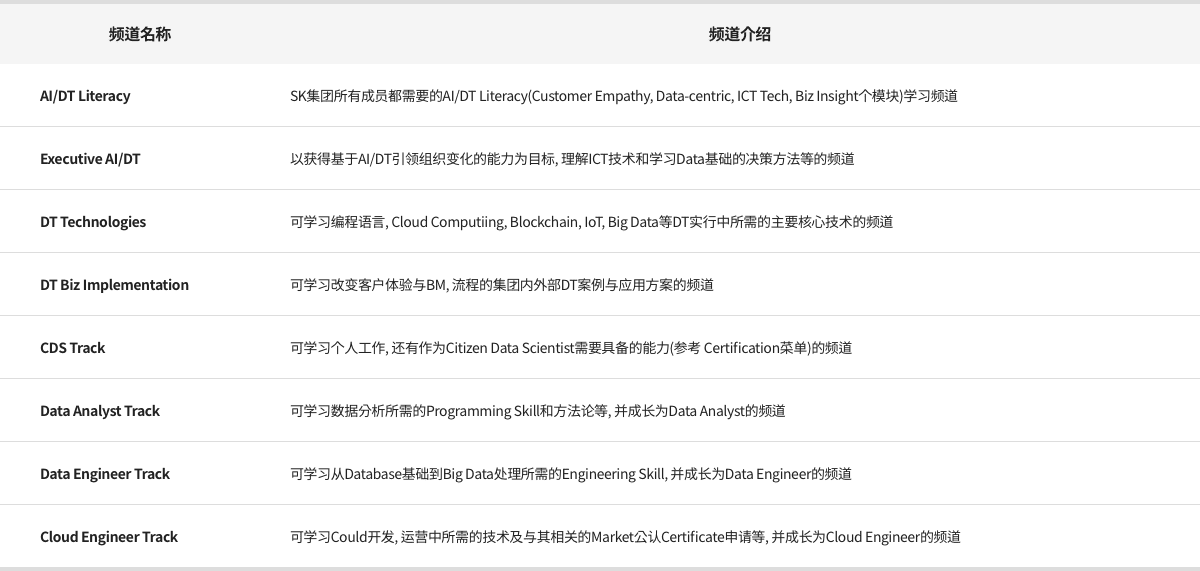 频道名称 频道介绍
AI/DT Literacy SK集团所有成员都需要的AI/DT Literacy(Customer Empathy, Data-centric, ICT Tech, Biz Insight个模块)学习频道
Executive AI/DT 以获得基于AI/DT引领组织变化的能力为目标, 理解ICT技术和学习Data基础的决策方法等的频道
DT Technologies 可学习编程语言, Cloud Computiing, Blockchain, IoT, Big Data等DT实行中所需的主要核心技术的频道
DT Biz Implementation 可学习改变客户体验与BM, 流程的集团内外部DT案例与应用方案的频道
CDS Track 可学习个人工作, 还有作为Citizen Data Scientist需要具备的能力(参考 Certification菜单)的频道
Data Analyst Track 可学习数据分析所需的Programming Skill和方法论等, 并成长为Data Analyst的频道
Data Engineer Track 可学习从Database基础到Big Data处理所需的Engineering Skill, 并成长为Data Engineer的频道
Cloud Engineer Track 可学习Could开发, 运营中所需的技术及与其相关的Market公认Certificate申请等, 并成长为Cloud Engineer的频道